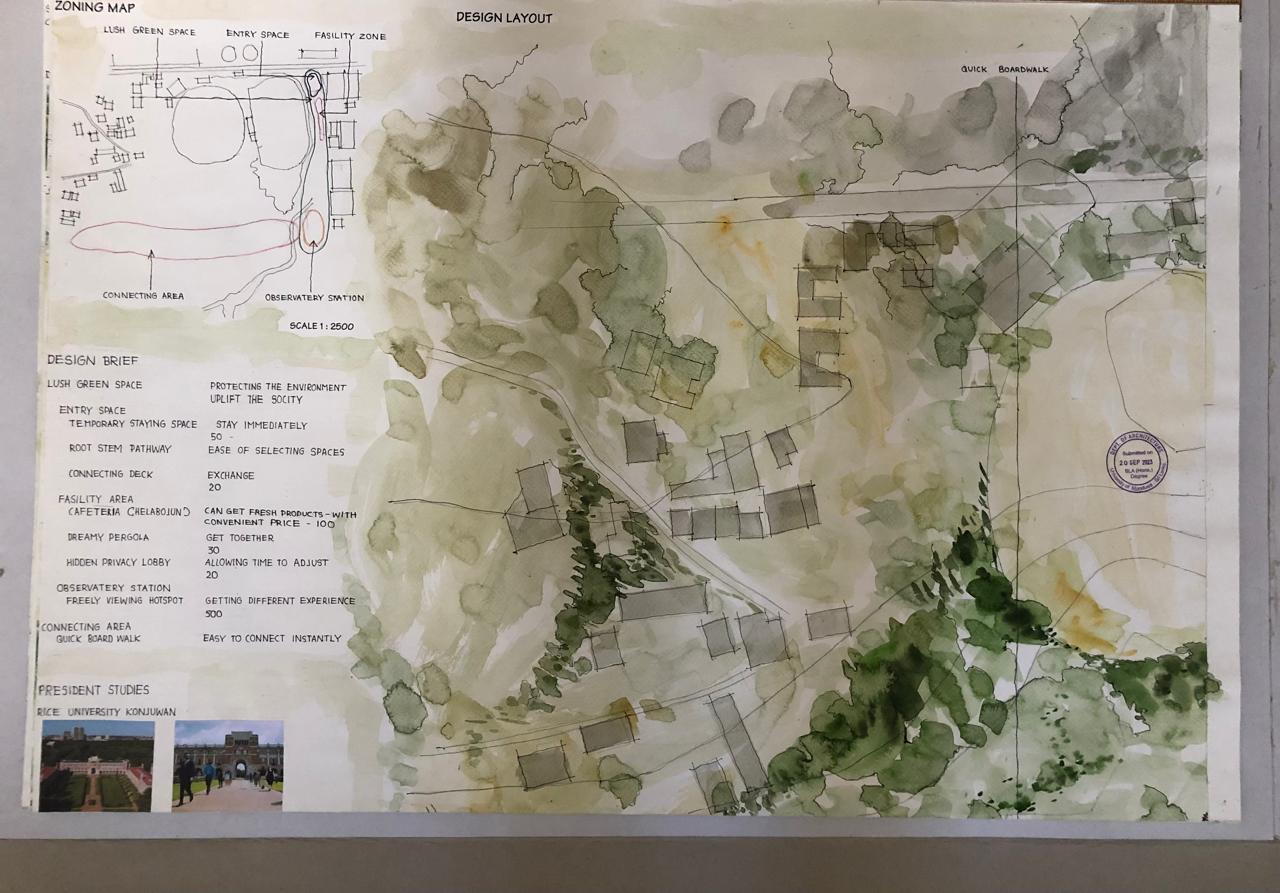 ZONING MAP
DESIGN LAYOUT
LUSH GREEN SPACE
ENTRY SPACE
FASILITY ZONE
QUICK BOARDWALK
CONNECTING AREA
OBSERVATERY STATION
SCALE 1 : 2500
DESIGN BRIEF
LUSH GREEN SPACE PROTECTING THE ENVIRONMENT
UPLIFT THE SOCITY
ENTRY SPACE
TEMPORARY STAYING SPACE STAY IMMEDIATELY
50 -
ROOT STEM PATHWAY EASE OF SELECTING SPACES
CONNECTING DECK EXCHANGE
20
FASILITY AREA
CAFETERIA CHELABOJUND CAN GET FRESH PRODUCTS - WITH
CONVENIENT PRICE - 100
DREAMY PERGOLA GET TOGETHER
30
HIDDEN PRIVACY LOBBY ALLOWING TIME TO ADJUST
20
OBSERVATERY STATION
FREELY VIEWING HOTSPOT GETTING DIFFERENT EXPERIENCE
500
CONNECTING AREA
QUICK BOARD WALK EASY TO CONNECT INSTANTLY
PRESIDENT STUDIES
RICE UNIVERSITY KONJUWAN
DEPT. OF ARCHITECTURE
Submitted on
20 SEP 2023
BLA (Hons.)
Degree